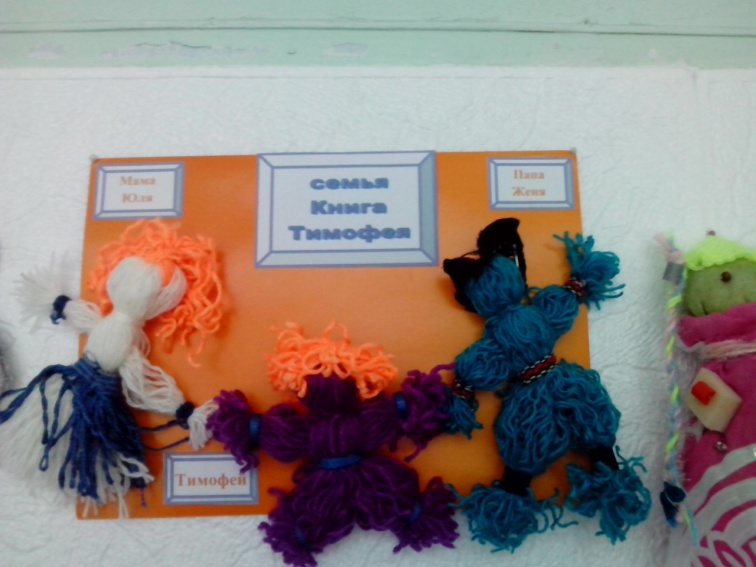 Мама
Юля
семья
Книга
Тимофея
Папа
Женя
Тимофей